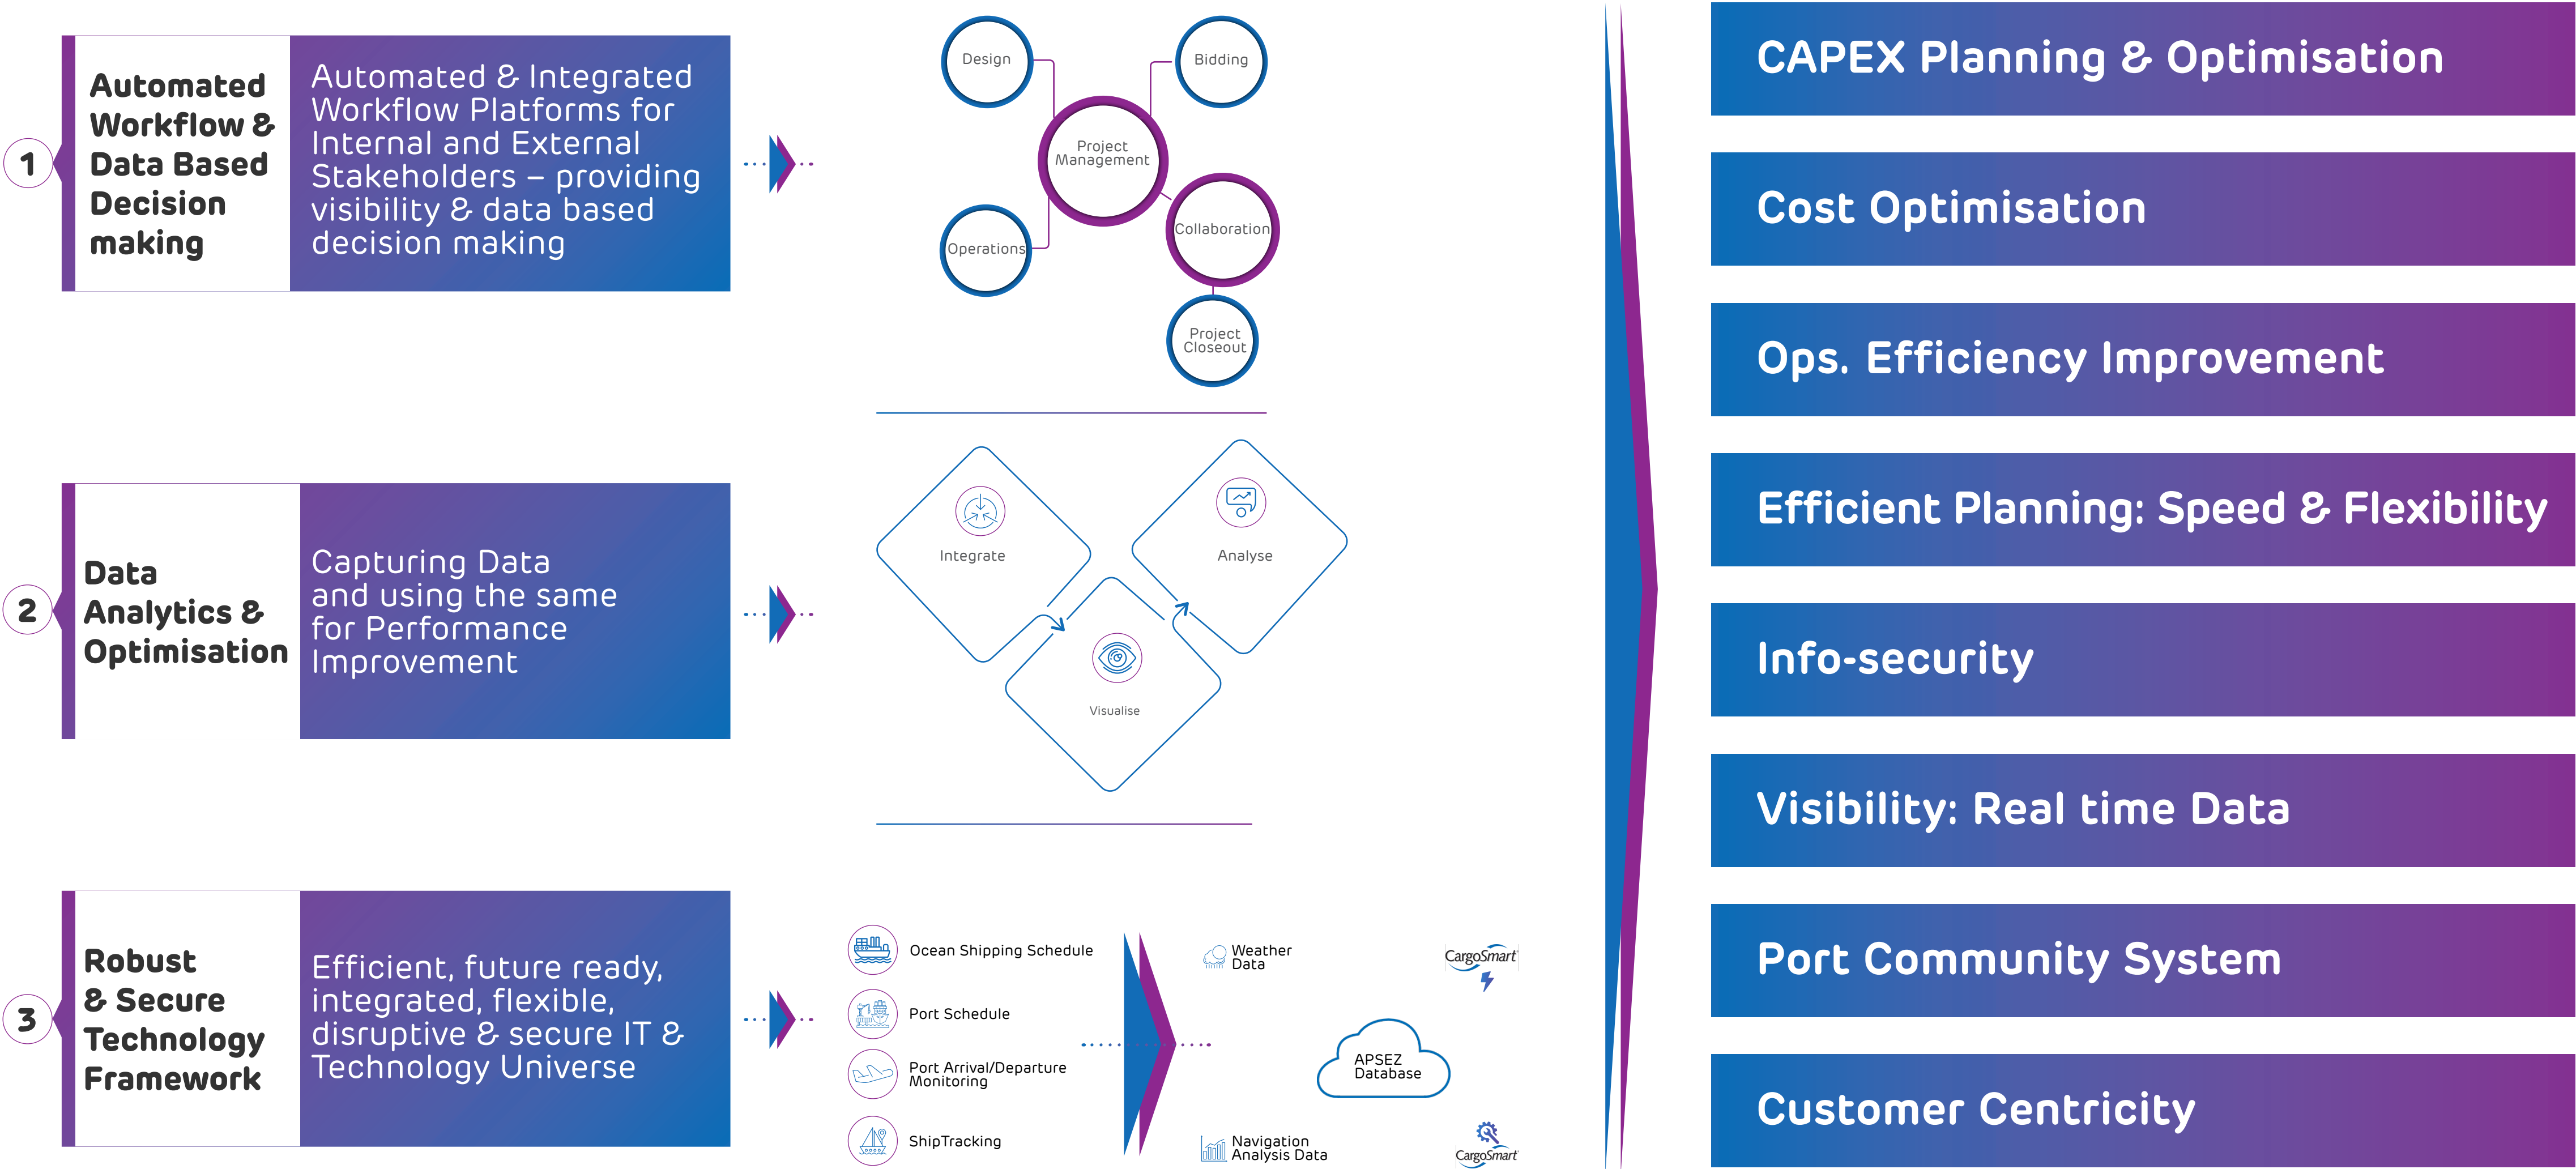 1
Automated
Workflow &
Data Based
Decision
making
Automated & Integrated
Workflow Platforms for
Internal and External
Stakeholders – providing
visibility & data based
decision making
Design
Bidding
Project
Management
Collaboration
Operations
Project
Closeout
2
Data
Analytics &
Optimisation
Capturing Data
and using the same
for Performance
Improvement
Integrate
Analyse
Visualise
3
Robust
& Secure
Technology
Framework
Efficient, future ready,
integrated, flexible,
disruptive & secure IT &
Technology Universe
Ocean Shipping Schedule
Port Schedule
Port Arrival/Departure
Monitoring
ShipTracking
Weather
Data
CargoSmart
APSEZ
Database
Navigation
Analysis Data
CargoSmart
CAPEX Planning & Optimisation
Cost Optimisation
Ops. Efficiency Improvement
Efficient Planning: Speed & Flexibility
Info-security
Visibility: Real time Data
Port Community System
Customer Centricity